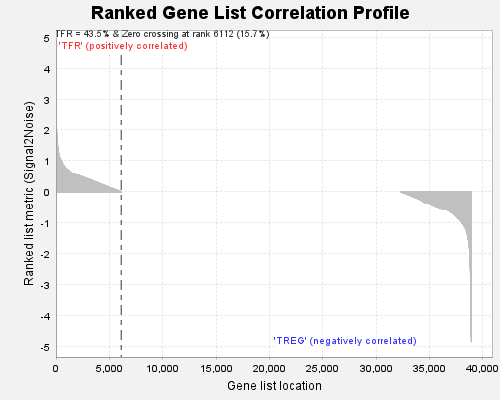 Ranked Gene List Correlation Profile
TFR = 43.5% & Zero crossing at rank 6112 (15.7%)
'TFR' (positively correlated)
5
4
3
2
1
0
-1
-2
-3
-4
-5
Ranked list metric (Signal2Noise)
'TREG' (negatively correlated)
0 5,000 10,000 15,000 20,000 25,000 30,000 35,000 40,000
Gene list location